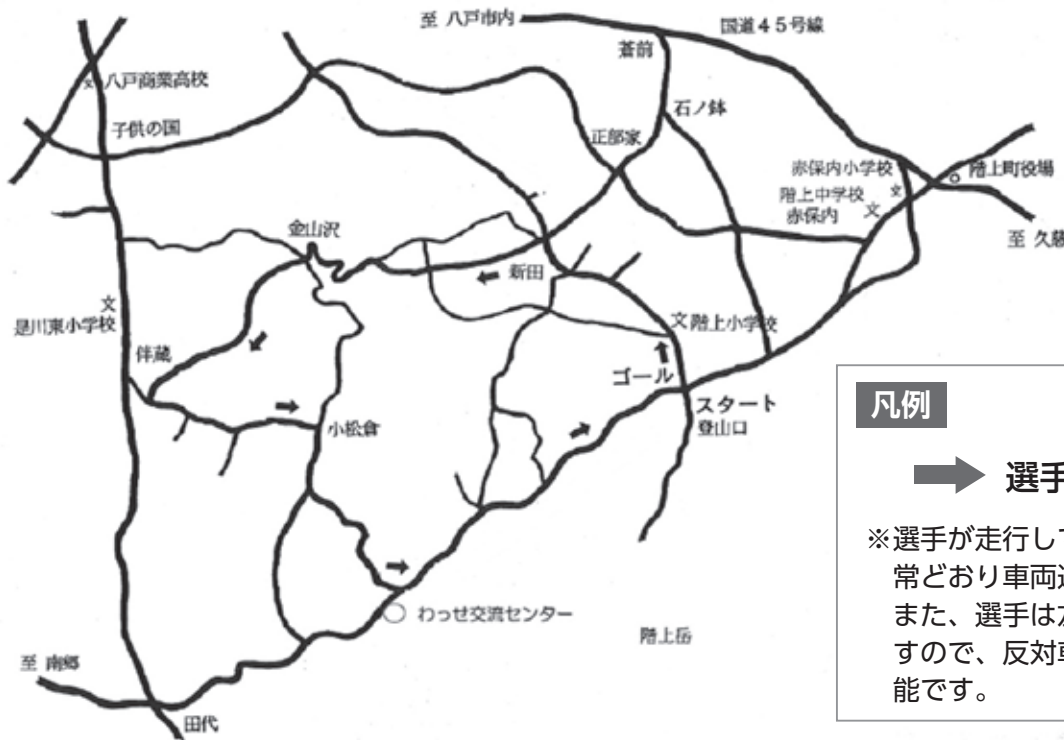 至 八戸市内
国道45号線
蒼前
文 八戸商業高校
石ノ鉢
子供の国
正部家
赤保内小学校
文
階上町役場
階上中学校
文
赤保内
至 久慈
金山沢
新田
文
是川東小学校
文 階上小学校
伴蔵
ゴール
スタート
登山口
小松倉
わっせ交流センター
階上岳
至 南郷
田代
凡例
選手
※選手が走行して
常どおり車両通
また、選手は左
すので、反対車
能です。